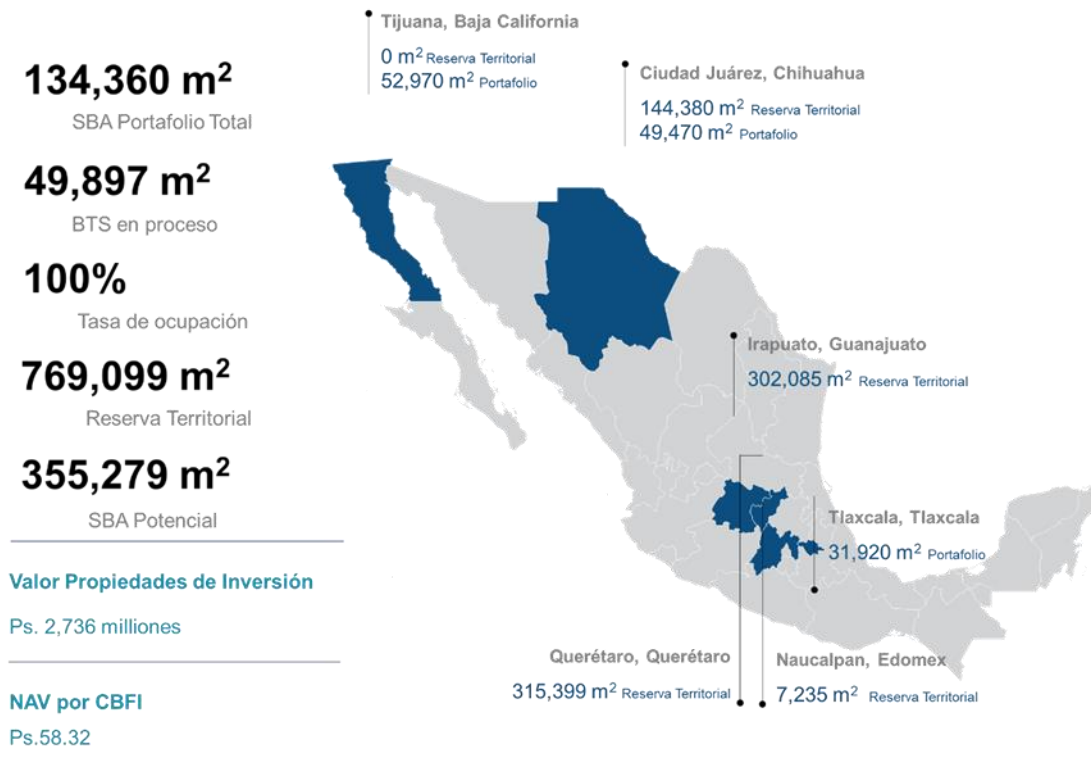 134,360 m²
SBA Portafolio Total
49,897 m²
BTS en proceso
100%
Tasa de ocupación
769,099 m²
Reserva Territorial
355,279 m²
SBA Potencial
Valor Propiedades de Inversión
Ps. 2,736 milliones
NAV por CBFI
Ps.58.32
Tijuana, Baja California
0 m² Reserva Territorial
52,970 m² Portafolio
Ciudad Juárez, Chihuahua
144,380 m² Reserva Territorial
49,470 m² Portafolio
Irapuato, Guanajuato
302,085 m² Reserva Territorial
Tlaxcala, Tlaxcala
31,920 m² Portafolio
Querétaro, Querétaro
315,399 m² Reserva Territorial
Naucalpan, Edomex
7,235 m² Reserva Territorial